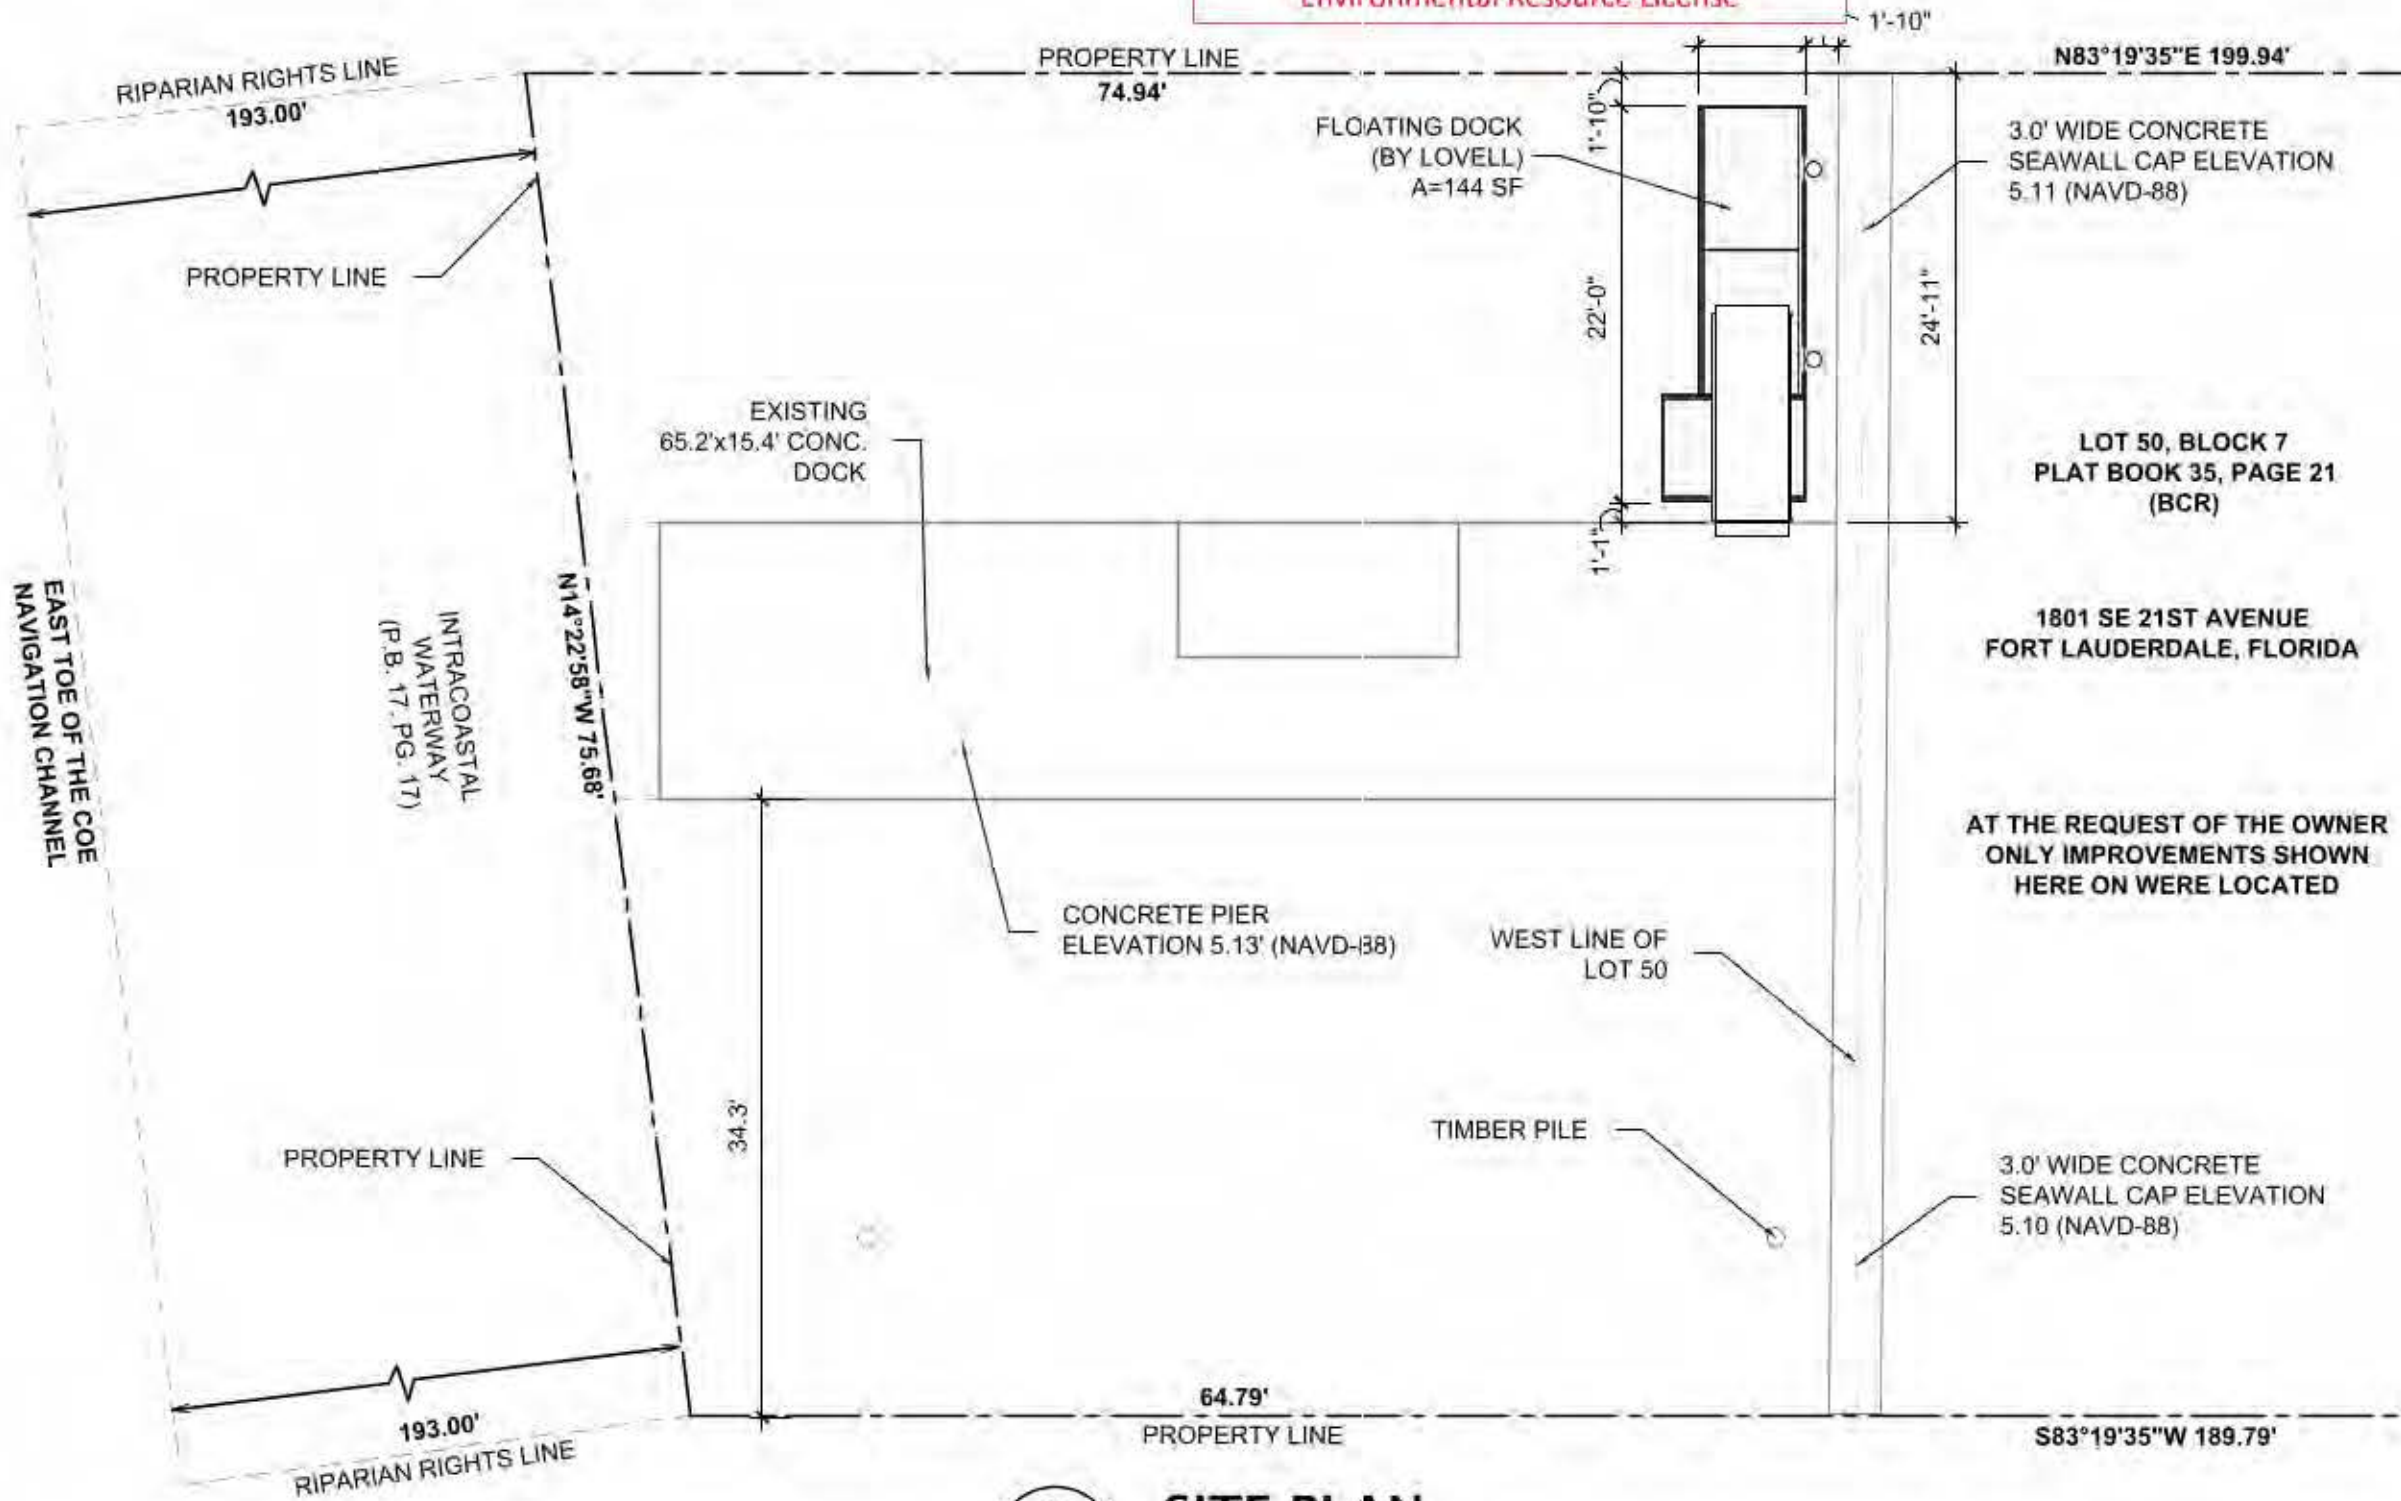 Environmental Resource License
1'-10"
RIPARIAN RIGHTS LINE
193.00'
PROPERTY LINE
74.94'
N83°19'35"E 199.94'
FLOATING DOCK
(BY LOVELL)
A=144 SF
1'-10"
3.0' WIDE CONCRETE
SEAWALL CAP ELEVATION
5.11 (NAVD-88)
PROPERTY LINE
22'-0"
24'-11"
EXISTING
65.2'x15.4' CONC.
DOCK
LOT 50, BLOCK 7
PLAT BOOK 35, PAGE 21
(BCR)
1'-1"
EAST TOE OF THE COE
NAVIGATION CHANNEL
INTRACOASTAL
WATERWAY
(P.B. 17, PG. 17)
N14°22'58"W 75.68'
1801 SE 21ST AVENUE
FORT LAUDERDALE, FLORIDA
AT THE REQUEST OF THE OWNER
ONLY IMPROVEMENTS SHOWN
HERE ON WERE LOCATED
CONCRETE PIER
ELEVATION 5.13' (NAVD-88)
WEST LINE OF
LOT 50
34.3'
TIMBER PILE
PROPERTY LINE
3.0' WIDE CONCRETE
SEAWALL CAP ELEVATION
5.10 (NAVD-88)
193.00'
RIPARIAN RIGHTS LINE
64.79'
PROPERTY LINE
S83°19'35"W 189.79'
SITE PLAN